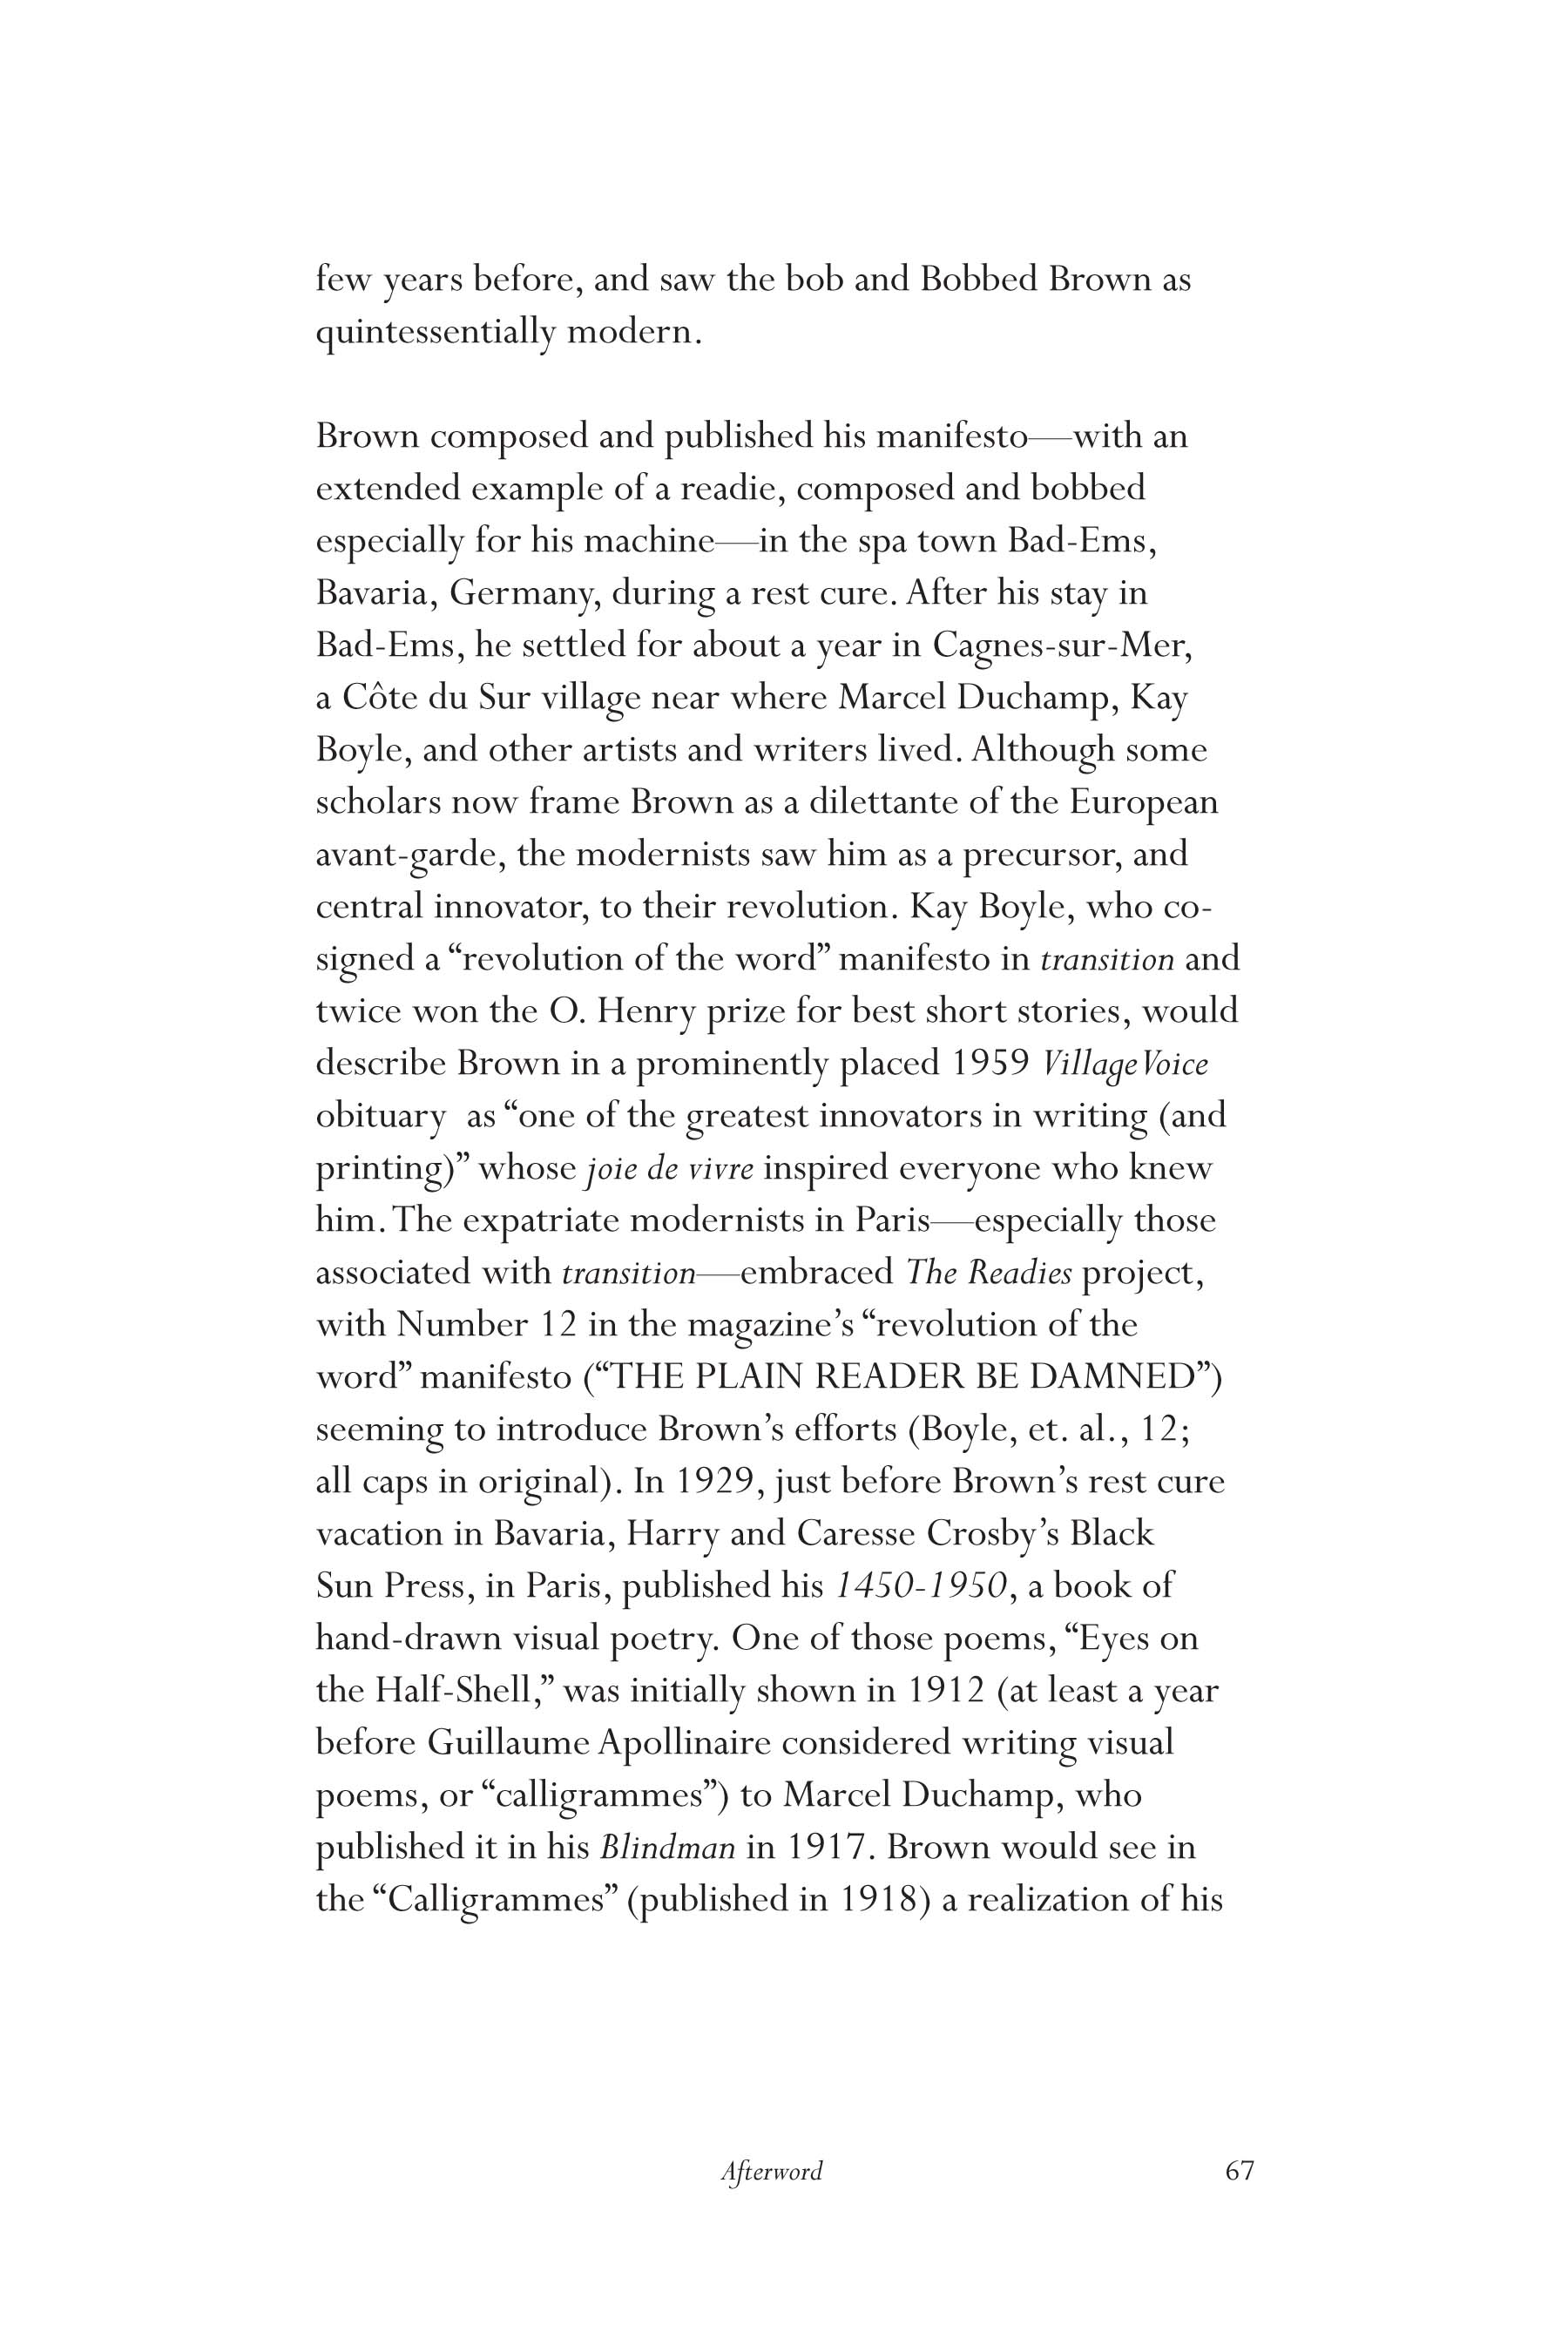 few years before, and saw the bob and Bobbed Brown as
quintessentially modern.
Brown composed and published his manifesto—with an
extended example of a readie, composed and bobbed
especially for his machine—in the spa town Bad-Ems,
Bavaria, Germany, during a rest cure. After his stay in
Bad-Ems, he settled for about a year in Cagnes-sur-Mer,
a Côte du Sur village near where Marcel Duchamp, Kay
Boyle, and other artists and writers lived. Although some
scholars now frame Brown as a dilettante of the European
avant-garde, the modernists saw him as a precursor, and
central innovator, to their revolution. Kay Boyle, who co-
signed a “revolution of the word” manifesto in transition and
twice won the O. Henry prize for best short stories, would
describe Brown in a prominently placed 1959 Village Voice
obituary  as “one of the greatest innovators in writing (and
printing)” whose joie de vivre inspired everyone who knew
him. The expatriate modernists in Paris—especially those
associated with transition—embraced The Readies project,
with Number 12 in the magazine’s “revolution of the
word” manifesto (“THE PLAIN READER BE DAMNED”)
seeming to introduce Brown’s efforts (Boyle, et. al., 12;
all caps in original). In 1929, just before Brown’s rest cure
vacation in Bavaria, Harry and Caresse Crosby’s Black
Sun Press, in Paris, published his 1450-1950, a book of
hand-drawn visual poetry. One of those poems, “Eyes on
the Half-Shell,” was initially shown in 1912 (at least a year
before Guillaume Apollinaire considered writing visual
poems, or “calligrammes”) to Marcel Duchamp, who
published it in his Blindman in 1917. Brown would see in
the “Calligrammes” (published in 1918) a realization of his
Afterword 67